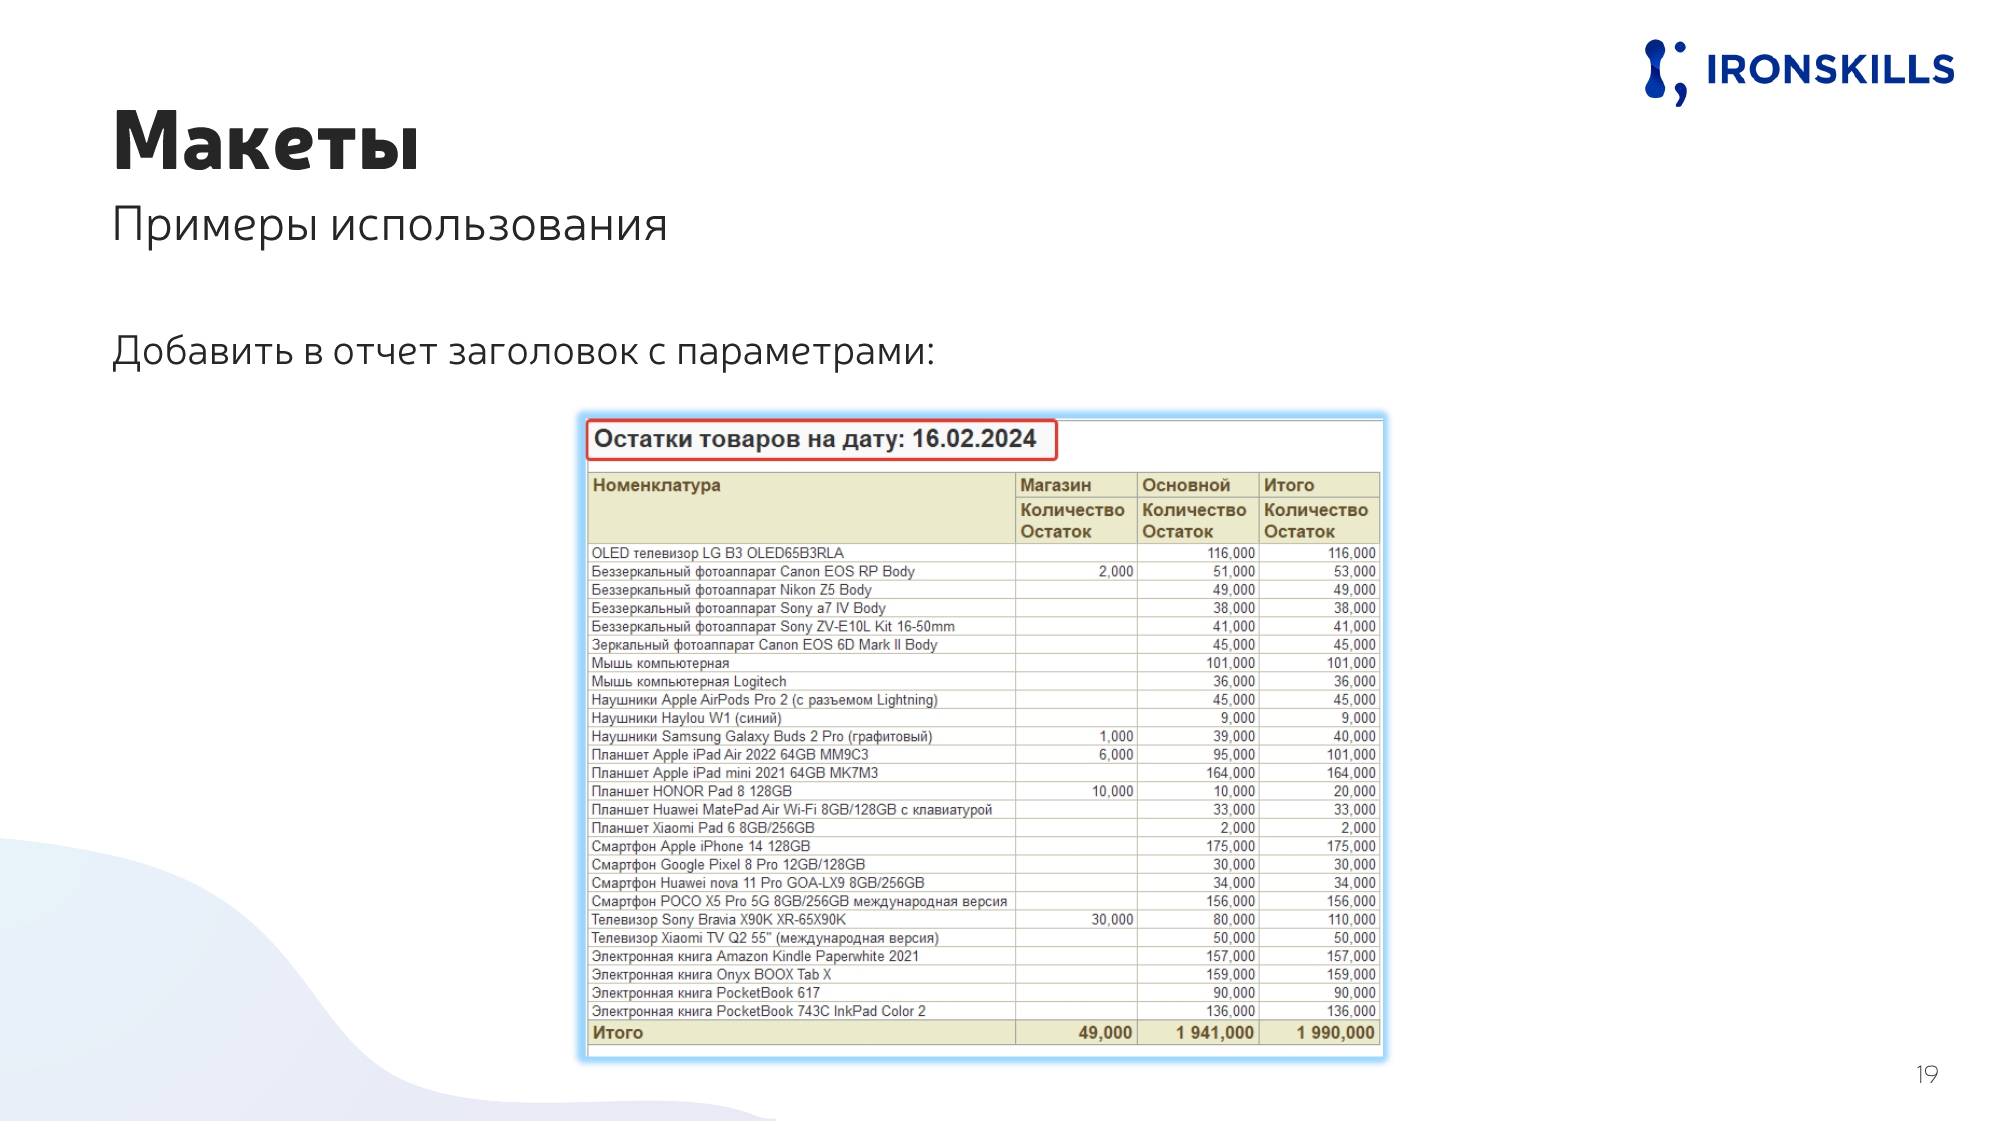 IRONSKILLS
Макеты
Примеры использования
Добавить в отчет заголовок с параметрами:
Остатки товаров на дату: 16.02.2024
Номенклатура Магазин Основной Итого
Количество Количество Количество
Остаток Остаток Остаток
OLED телевизор LG B3 OLED65B3RLA 116,000 116,000
Беззеркальный фотоаппарат Canon EOS RP Body 2,000 51,000 53,000
Беззеркальный фотоаппарат Nikon Z5 Body 49,000 49,000
Беззеркальный фотоаппарат Sony a7 IV Body 38,000 38,000
Беззеркальный фотоаппарат Sony ZV-E10L Kit 16-50mm 41,000 41,000
Зеркальный фотоаппарат Canon EOS 6D Mark II Body 45,000 45,000
Мышь компьютерная 101,000 101,000
Мышь компьютерная Logitech 36,000 36,000
Наушники Apple AirPods Pro 2 (с разъемом Lightning) 45,000 45,000
Наушники Haylou W1 (синий) 9,000 9,000
Наушники Samsung Galaxy Buds 2 Pro (графитовый) 1,000 39,000 40,000
Планшет Apple iPad Air 2022 64GB MM9C3 6,000 95,000 101,000
Планшет Apple iPad mini 2021 64GB MK7M3 164,000 164,000
Планшет HONOR Pad 8 128GB 10,000 10,000 20,000
Планшет Huawei MatePad Air Wi-Fi 8GB/128GB с клавиатурой 33,000 33,000
Планшет Xiaomi Pad 6 8GB/256GB 2,000 2,000
Смартфон Apple iPhone 14 128GB 175,000 175,000
Смартфон Google Pixel 8 Pro 12GB/128GB 30,000 30,000
Смартфон Huawei nova 11 Pro GOA-LX9 8GB/256GB 34,000 34,000
Смартфон POCO X5 Pro 5G 8GB/256GB международная версия 156,000 156,000
Телевизор Sony Bravia X90K XR-65X90K 30,000 80,000 110,000
Телевизор Xiaomi TV Q2 55" (международная версия) 50,000 50,000
Электронная книга Amazon Kindle Paperwhite 2021 157,000 157,000
Электронная книга Onyx BOOX Tab X 159,000 159,000
Электронная книга PocketBook 617 90,000 90,000
Электронная книга PocketBook 743C InkPad Color 2 136,000 136,000
Итого 49,000 1 941,000 1 990,000
19